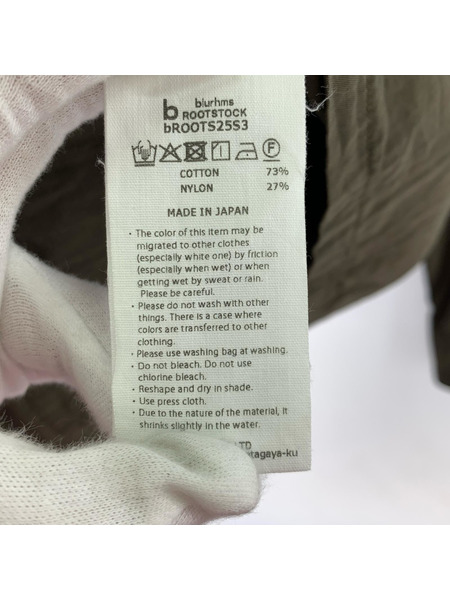 b blurhms
ROOTSTOCK
bROOTS25S3
F
COTTON 73%
NYLON 27%
MADE IN JAPAN
・The color of this item may be
migrated to other clothes
(especially white one) by friction
(especially when wet) or when
getting wet by sweat or rain.
Please be careful.
・Please do not wash with other
things. There is a case where
colors are transferred to other
clothing.
・Please use washing bag at washing.
・Do not bleach. Do not use
chlorine bleach.
・Reshape and dry in shade.
・Use press cloth.
・Due to the nature of the material, it
shrinks slightly in the water.
LTD
etagaya-ku